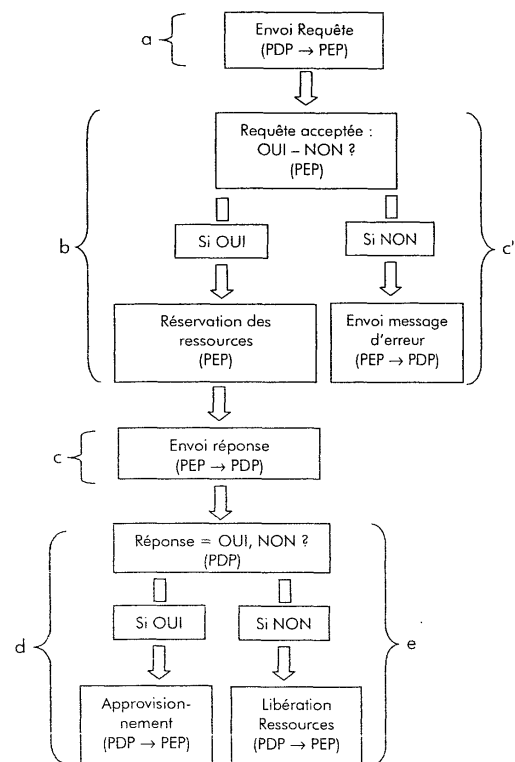 a
Envoi Requête
(PDP → PEP)
Requête acceptée :
OUI – NON ?
(PEP)
b
Si OUI
Si NON
c'
Réservation des
ressources
(PEP)
Envoi message
d'erreur
(PEP → PDP)
c
Envoi réponse
(PEP → PDP)
Réponse = OUI, NON ?
(PDP)
d
Si OUI
Si NON
e
Approvision-
nement
(PDP → PEP)
Libération
Ressources
(PDP → PEP)